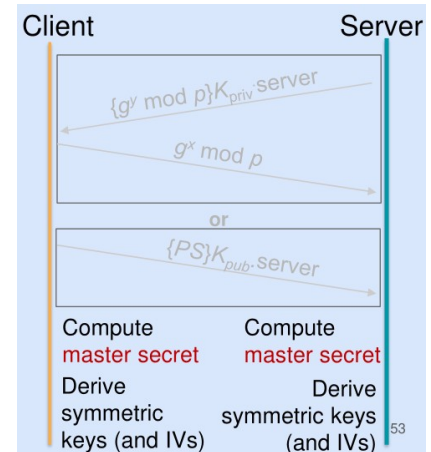 Client Server
{g^y mod p}K_priv-server
g^x mod p
or
{PS}K_pub-server
Compute Compute
master secret master secret
Derive Derive
symmetric symmetric keys
keys (and IVs) (and IVs)
53